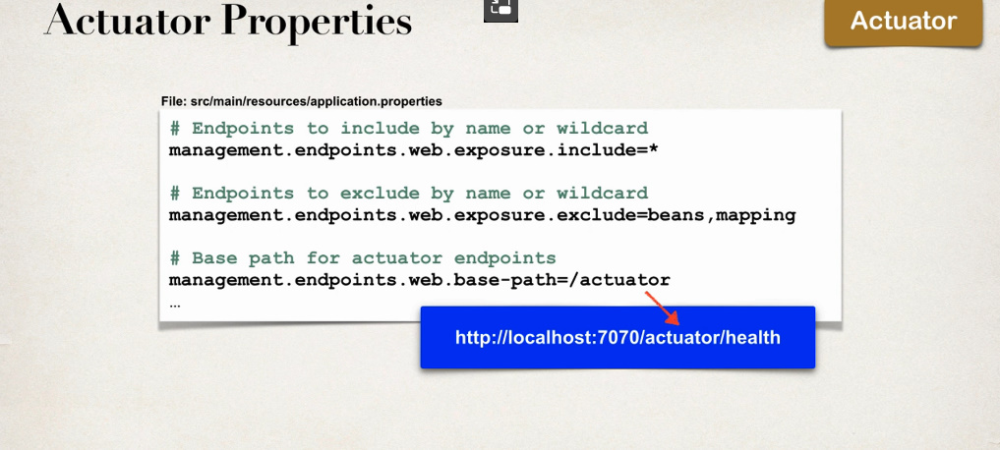 Actuator Properties
Actuator
File: src/main/resources/application.properties
# Endpoints to include by name or wildcard
management.endpoints.web.exposure.include=*
# Endpoints to exclude by name or wildcard
management.endpoints.web.exposure.exclude=beans,mapping
# Base path for actuator endpoints
management.endpoints.web.base-path=/actuator
...
http://localhost:7070/actuator/health